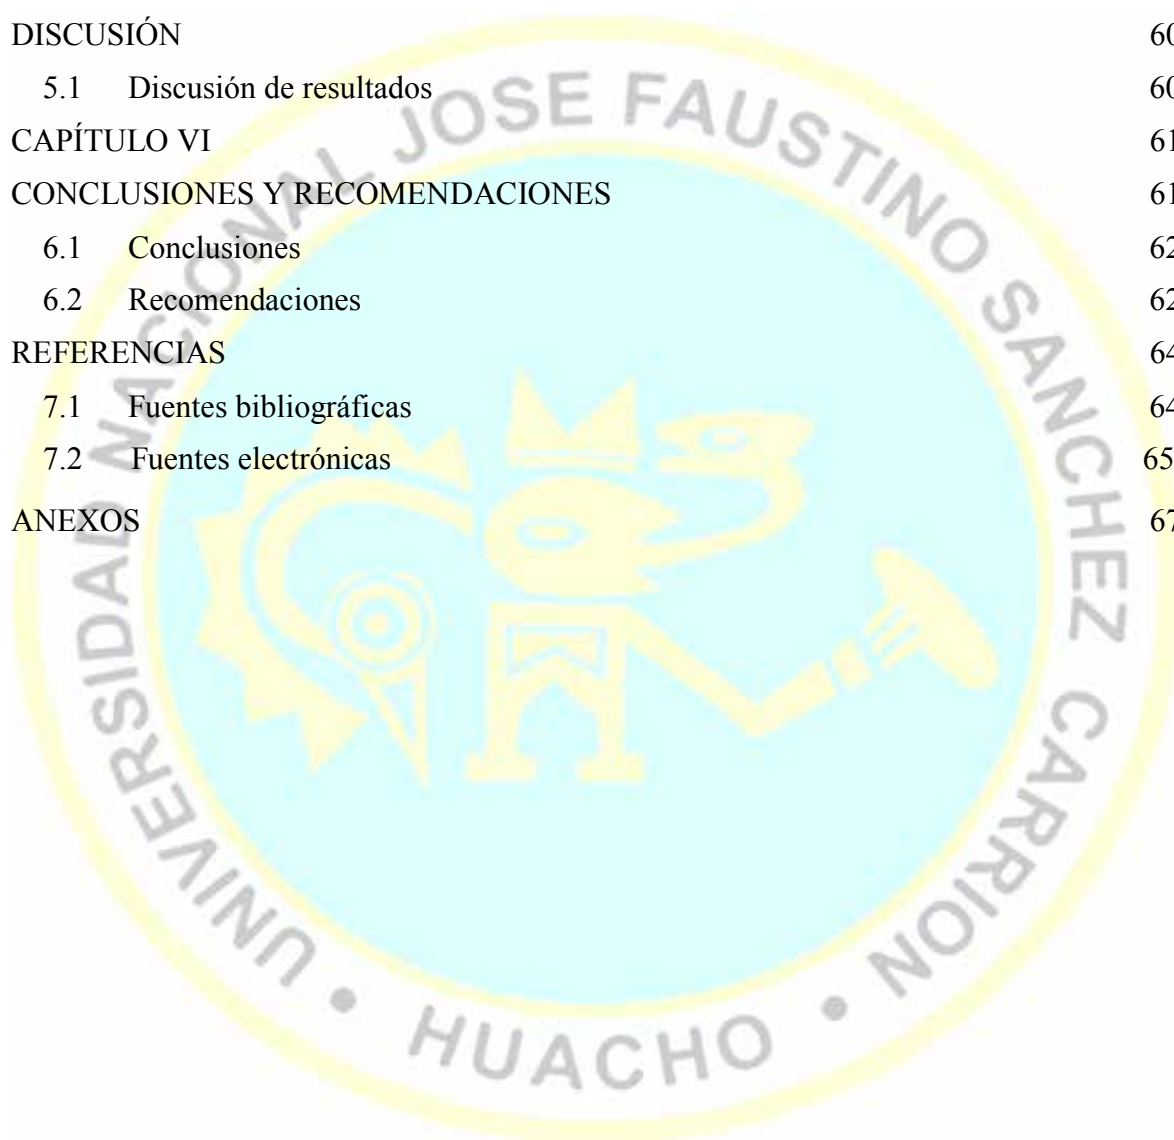 DISCUSIÓN 60
5.1 Discusión de resultados 60
CAPÍTULO VI 61
CONCLUSIONES Y RECOMENDACIONES 61
6.1 Conclusiones 62
6.2 Recomendaciones 62
REFERENCIAS 64
7.1 Fuentes bibliográficas 64
7.2 Fuentes electrónicas 65
ANEXOS 67
UNIVERSIDAD NACIONAL JOSE FAUSTINO SANCHEZ CARRION • HUACHO •